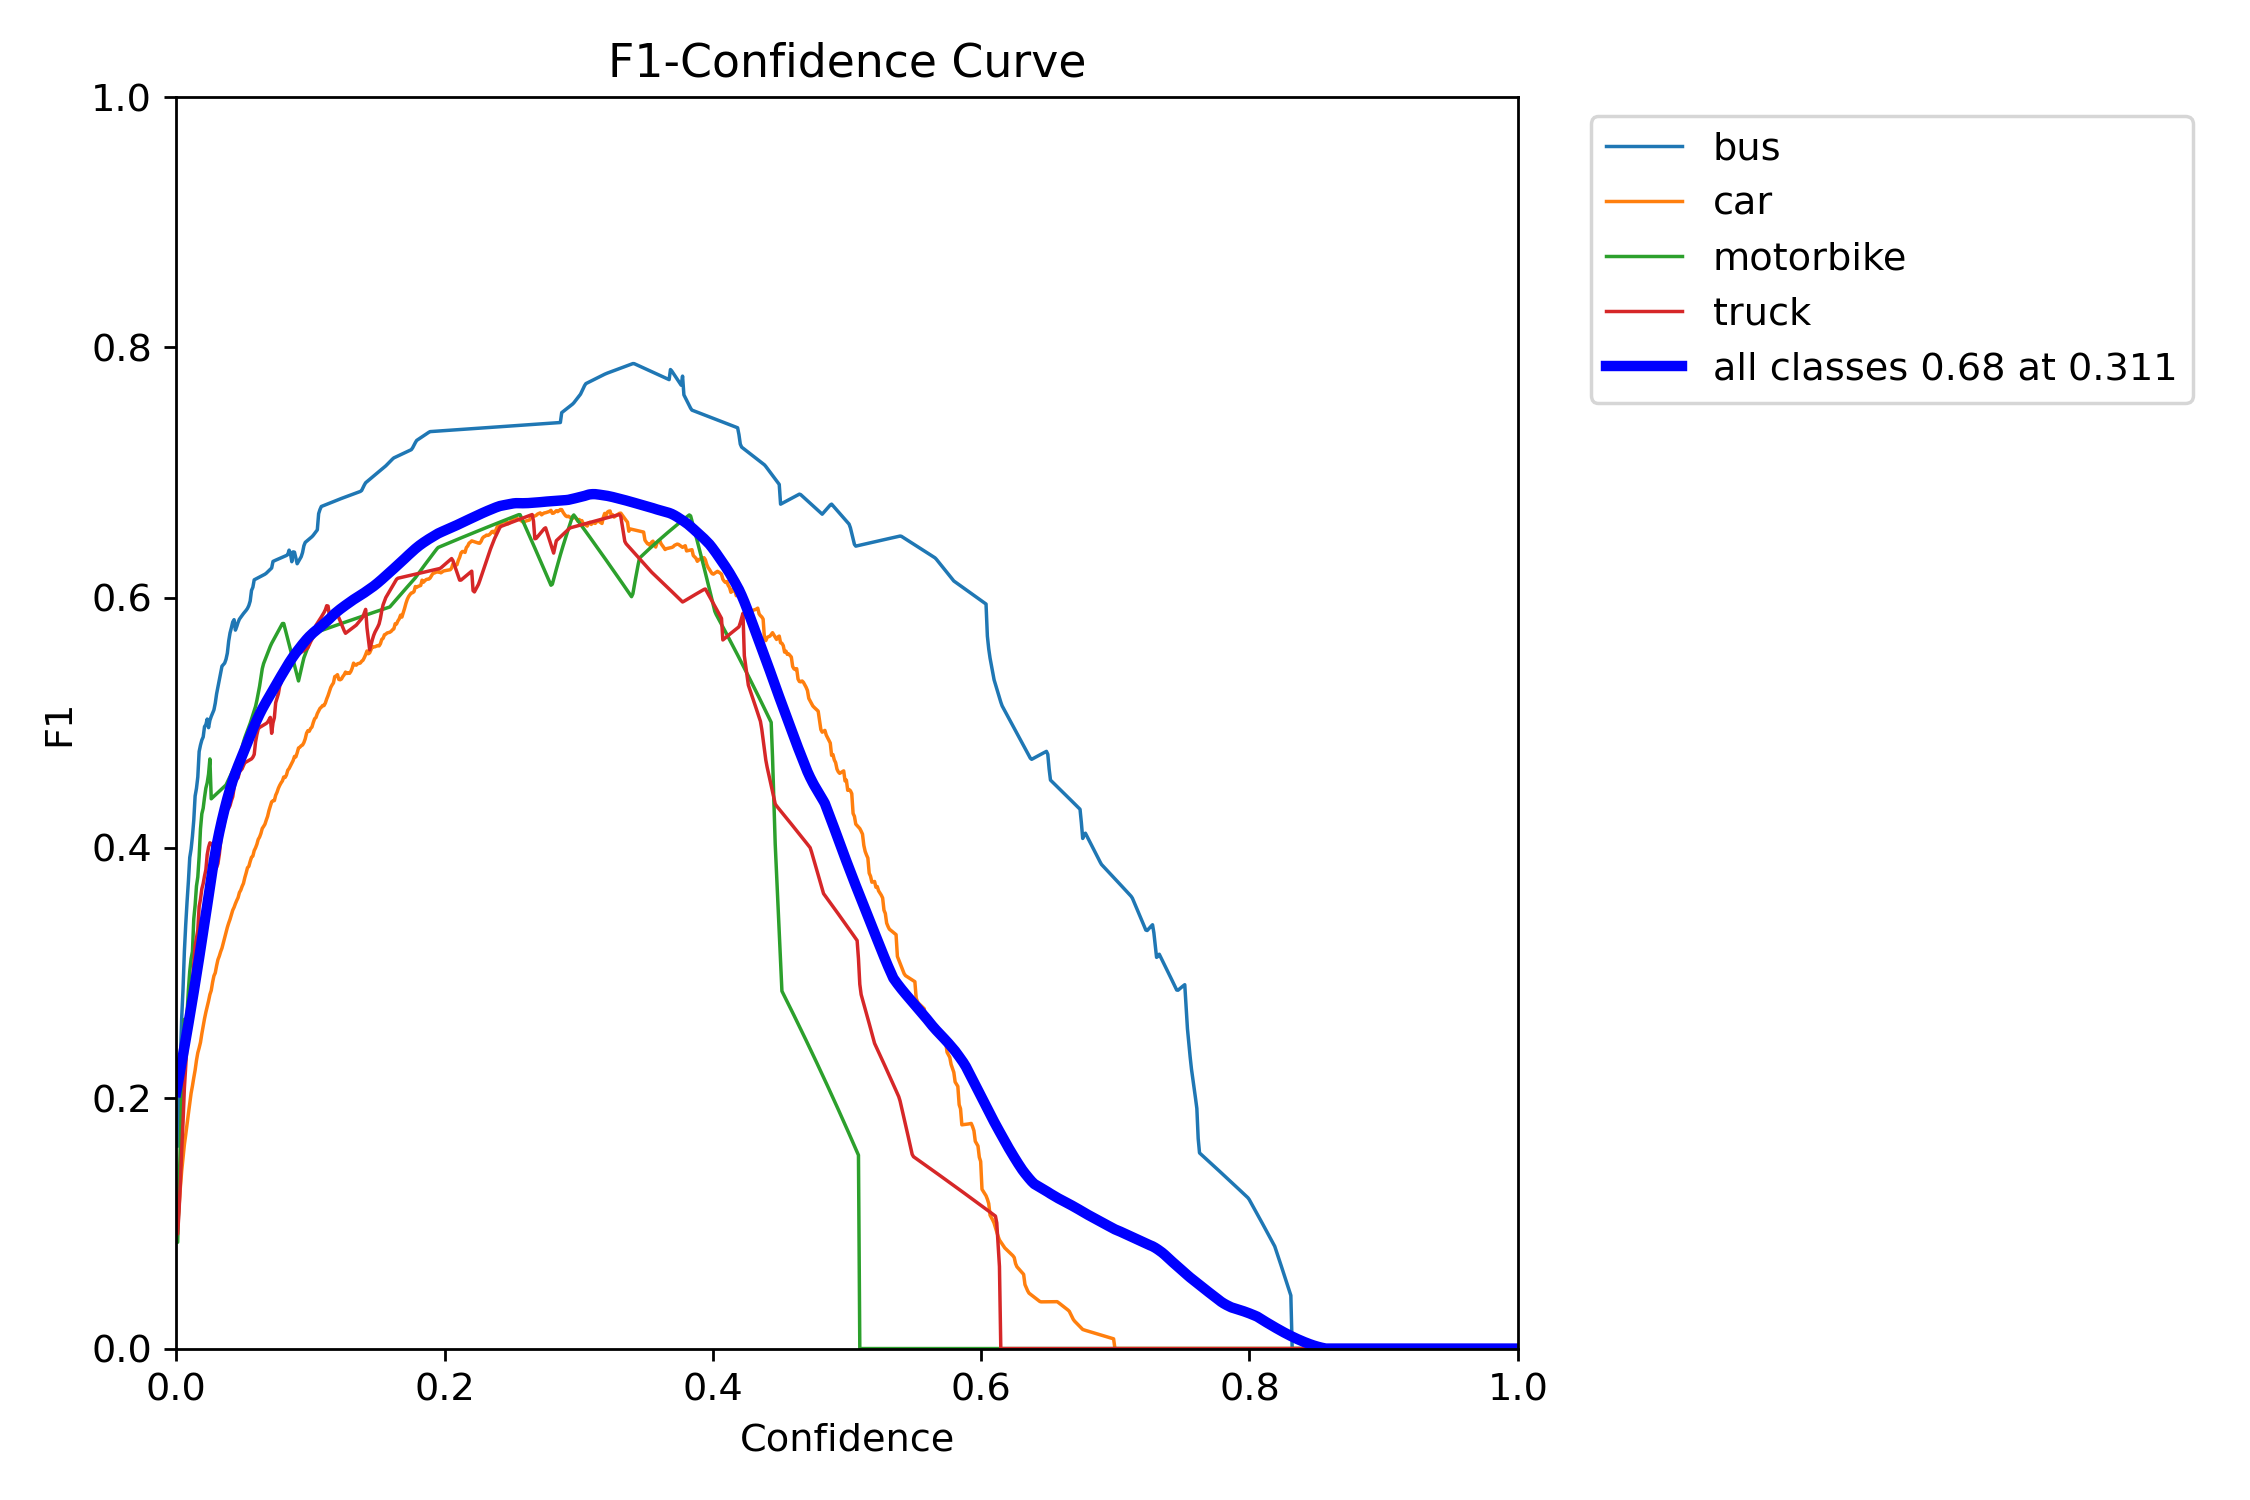 F1-Confidence Curve
1.0
0.8
0.6
0.4
0.2
0.0
F1
0.0 0.2 0.4 0.6 0.8 1.0
Confidence
bus
car
motorbike
truck
all classes 0.68 at 0.311